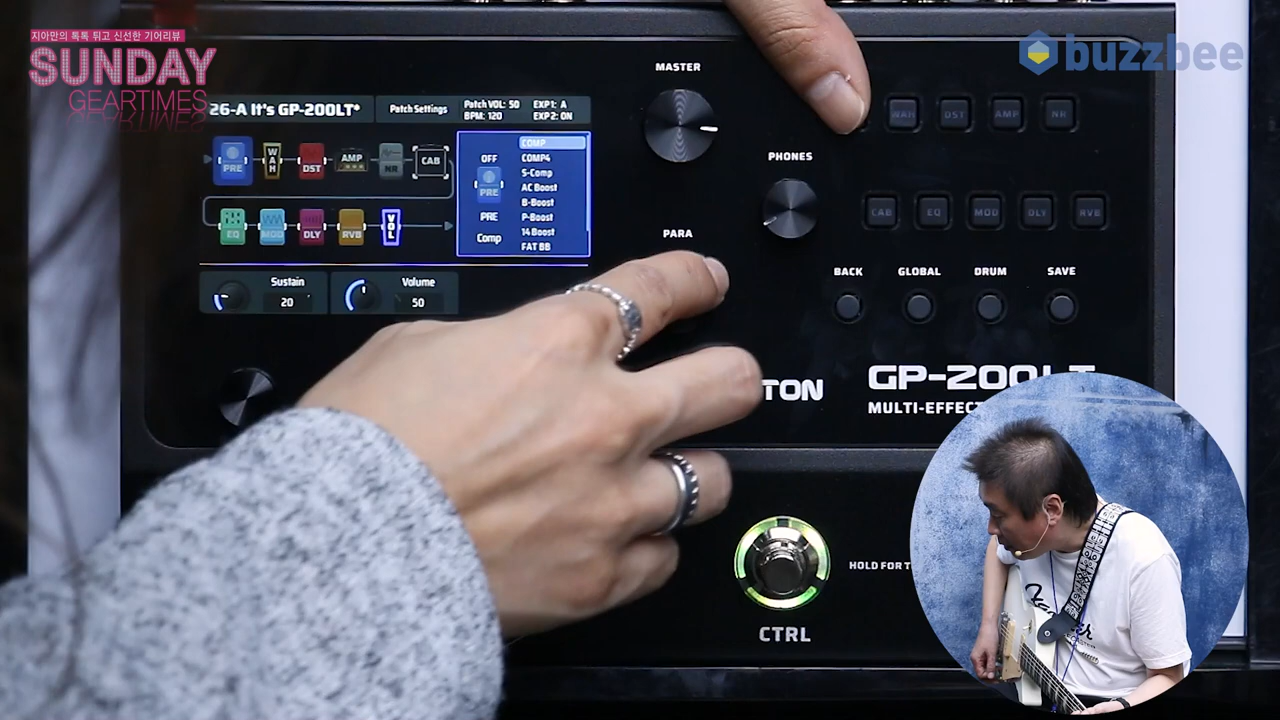 지아만의 톡톡 튀고 신선한 기어리뷰
SUNDAY
GEARTIMES
buzzbee
26-A It's GP-200LT*
Patch Settings
Patch VOL: 50
BPM: 120
EXP1: A
EXP2: ON
PRE
WAH
DST
AMP
NR
CAB
EQ
MOD
DLY
RVB
VOL
OFF
PRE
PRE
Comp
COMP
COMP4
S-Comp
AC Boost
B-Boost
P-Boost
14 Boost
FAT BB
Sustain
20
Volume
50
MASTER
PHONES
PARA
WAH
DST
AMP
NR
CAB
EQ
MOD
DLY
RVB
BACK
GLOBAL
DRUM
SAVE
TON
GP-200LT
MULTI-EFFECT
HOLD FOR T
CTRL